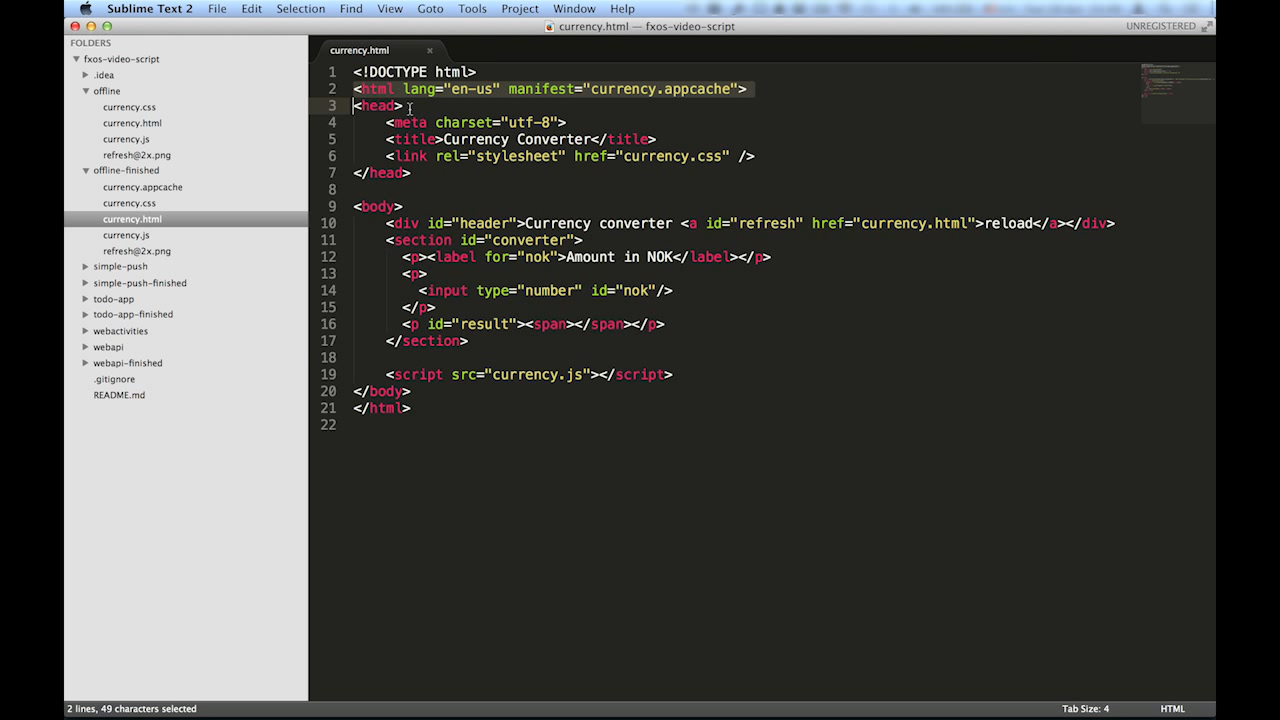 Sublime Text 2 File Edit Selection Find View Goto Tools Project Window Help
currency.html — fxos-video-script
UNREGISTERED
FOLDERS
fxos-video-script
.idea
offline
currency.css
currency.html
currency.js
refresh@2x.png
offline-finished
currency.appcache
currency.css
currency.html
currency.js
refresh@2x.png
simple-push
simple-push-finished
todo-app
todo-app-finished
webactivities
webapi
webapi-finished
.gitignore
README.md
currency.html ×
1 <!DOCTYPE html>
2 <html lang="en-us" manifest="currency.appcache">
3 <head>
4 <meta charset="utf-8">
5 <title>Currency Converter</title>
6 <link rel="stylesheet" href="currency.css" />
7 </head>
8
9 <body>
10 <div id="header">Currency converter <a id="refresh" href="currency.html">reload</a></div>
11 <section id="converter">
12 <p><label for="nok">Amount in NOK</label></p>
13 <p>
14 <input type="number" id="nok"/>
15 </p>
16 <p id="result"><span></span></p>
17 </section>
18
19 <script src="currency.js"></script>
20 </body>
21 </html>
22
2 lines, 49 characters selected
Tab Size: 4
HTML